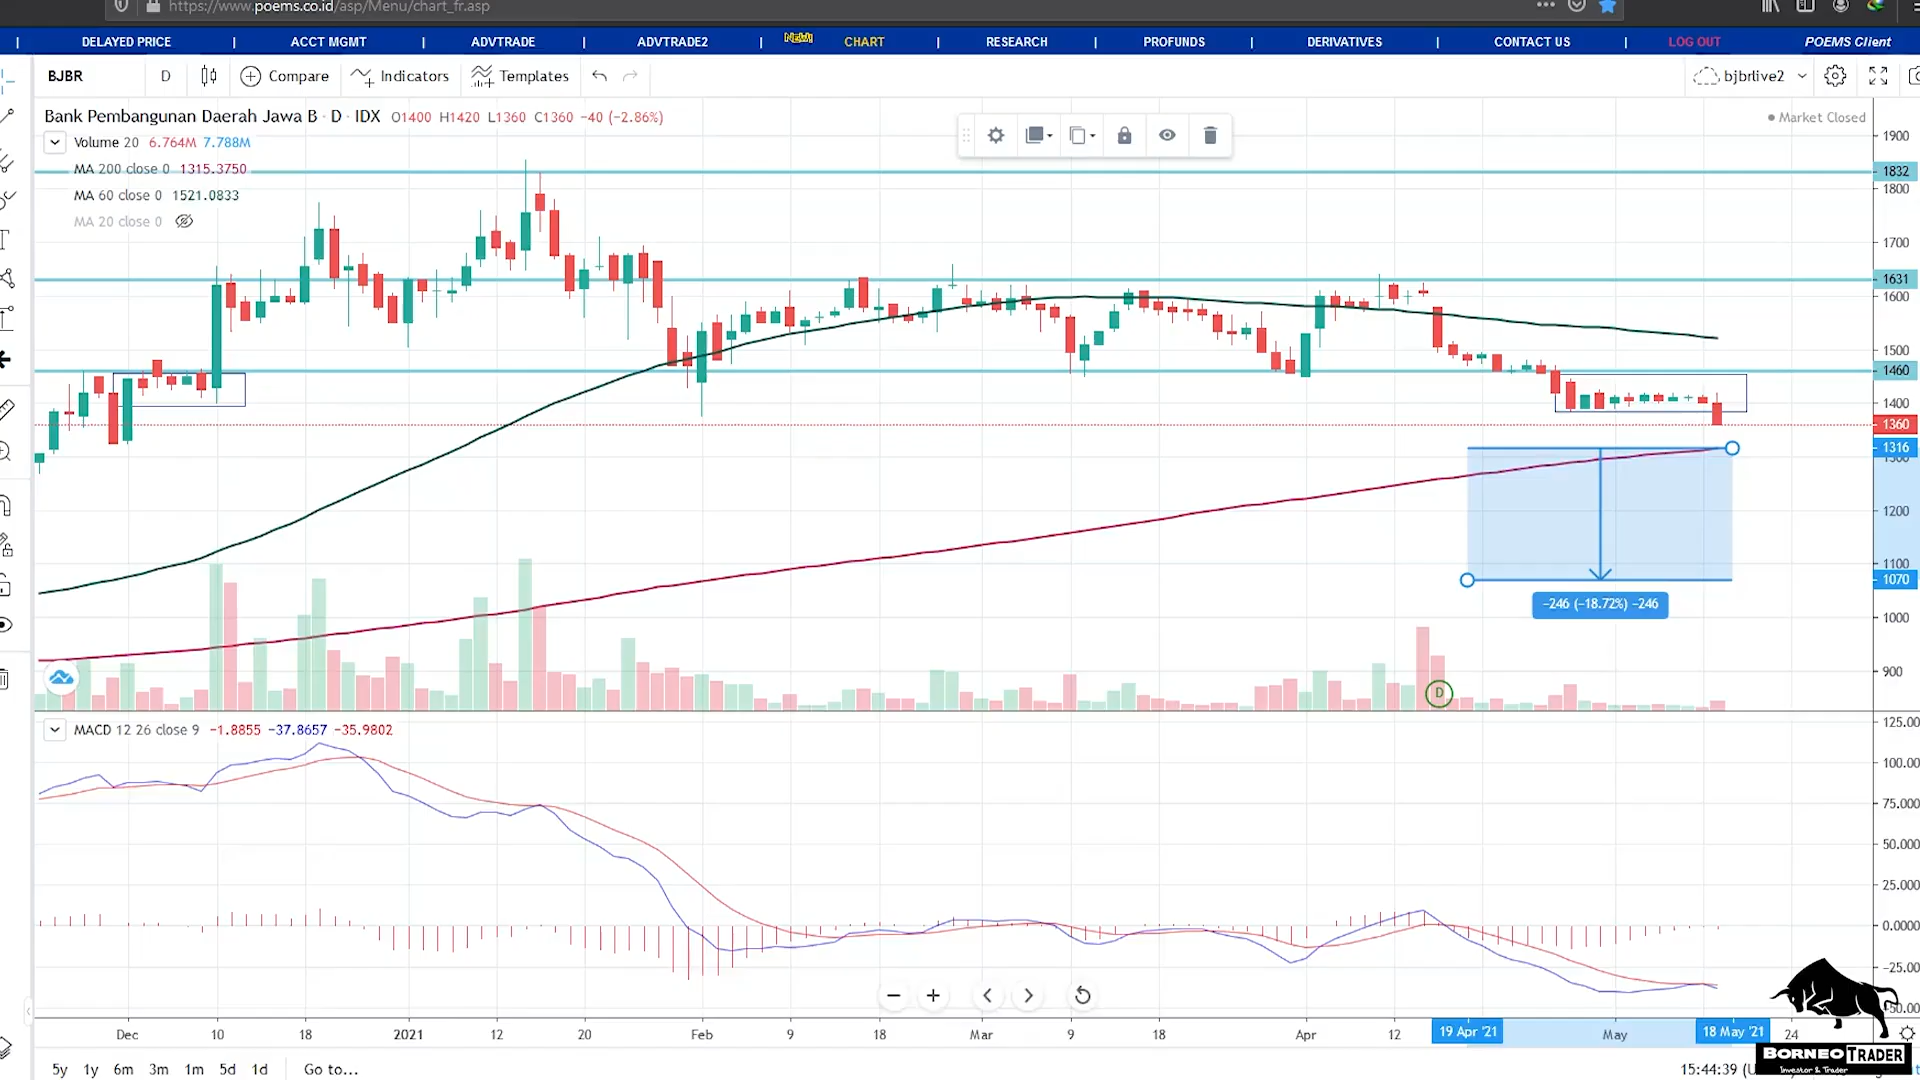 https://www.poems.co.id/asp/Menu/chart_fr.asp
DELAYED PRICE | ACCT MGMT | ADVTRADE | ADVTRADE2 | NEW! CHART | RESEARCH | PROFUNDS | DERIVATIVES | CONTACT US | LOG OUT POEMS Client
BJBR D Compare Indicators Templates bjbrlive2
Bank Pembangunan Daerah Jawa B · D · IDX O1400 H1420 L1360 C1360 −40 (−2.86%)
Market Closed
Volume 20 6.764M 7.788M
MA 200 close 0 1315.3750
MA 60 close 0 1521.0833
MA 20 close 0
1900
1832
1800
1700
1631
1600
1500
1460
1400
1360
1316
1300
1200
1100
1070
−246 (−18.72%) −246
1000
900
D
MACD 12 26 close 9 −1.8855 −37.8657 −35.9802
125.00
100.00
75.000
50.000
25.000
0.0000
−25.00
Dec 10 18 2021 12 20 Feb 9 18 Mar 9 18 Apr 12 19 Apr '21 May 18 May '21 24
BORNEO TRADER
Investor & Trader
5y 1y 6m 3m 1m 5d 1d Go to... 15:44:39